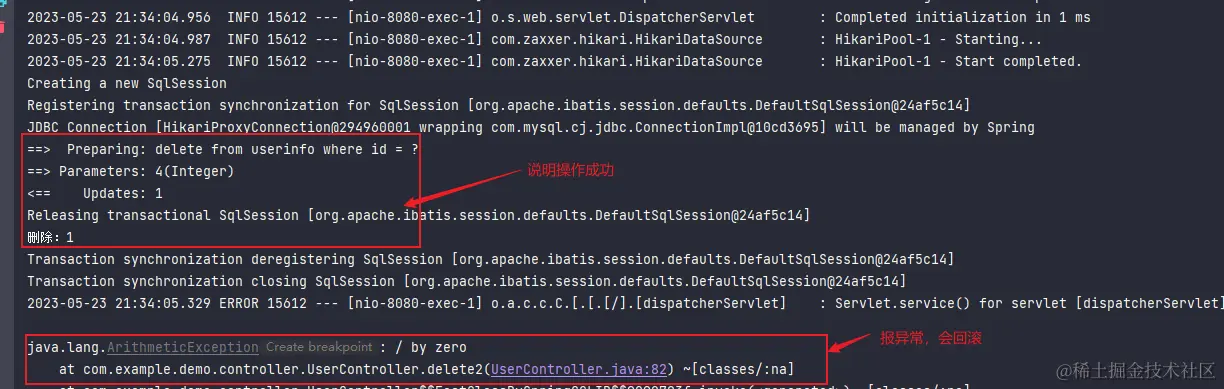 2023-05-23 21:34:04.956  INFO 15612 --- [nio-8080-exec-1] o.s.web.servlet.DispatcherServlet        : Completed initialization in 1 ms
2023-05-23 21:34:04.987  INFO 15612 --- [nio-8080-exec-1] com.zaxxer.hikari.HikariDataSource       : HikariPool-1 - Starting...
2023-05-23 21:34:05.275  INFO 15612 --- [nio-8080-exec-1] com.zaxxer.hikari.HikariDataSource       : HikariPool-1 - Start completed.
Creating a new SqlSession
Registering transaction synchronization for SqlSession [org.apache.ibatis.session.defaults.DefaultSqlSession@24af5c14]
JDBC Connection [HikariProxyConnection@294960001 wrapping com.mysql.cj.jdbc.ConnectionImpl@10cd3695] will be managed by Spring
==>  Preparing: delete from userinfo where id = ?
==> Parameters: 4(Integer)
说明操作成功
<==    Updates: 1
Releasing transactional SqlSession [org.apache.ibatis.session.defaults.DefaultSqlSession@24af5c14]
删除：1
Transaction synchronization deregistering SqlSession [org.apache.ibatis.session.defaults.DefaultSqlSession@24af5c14]
Transaction synchronization closing SqlSession [org.apache.ibatis.session.defaults.DefaultSqlSession@24af5c14]
2023-05-23 21:34:05.329 ERROR 15612 --- [nio-8080-exec-1] o.a.c.c.C.[.[.[/].[dispatcherServlet]    : Servlet.service() for servlet [dispatcherServlet]
报异常，会回滚
java.lang.ArithmeticException Create breakpoint : / by zero
at com.example.demo.controller.UserController.delete2(UserController.java:82) ~[classes/:na]
@稀土掘金技术社区